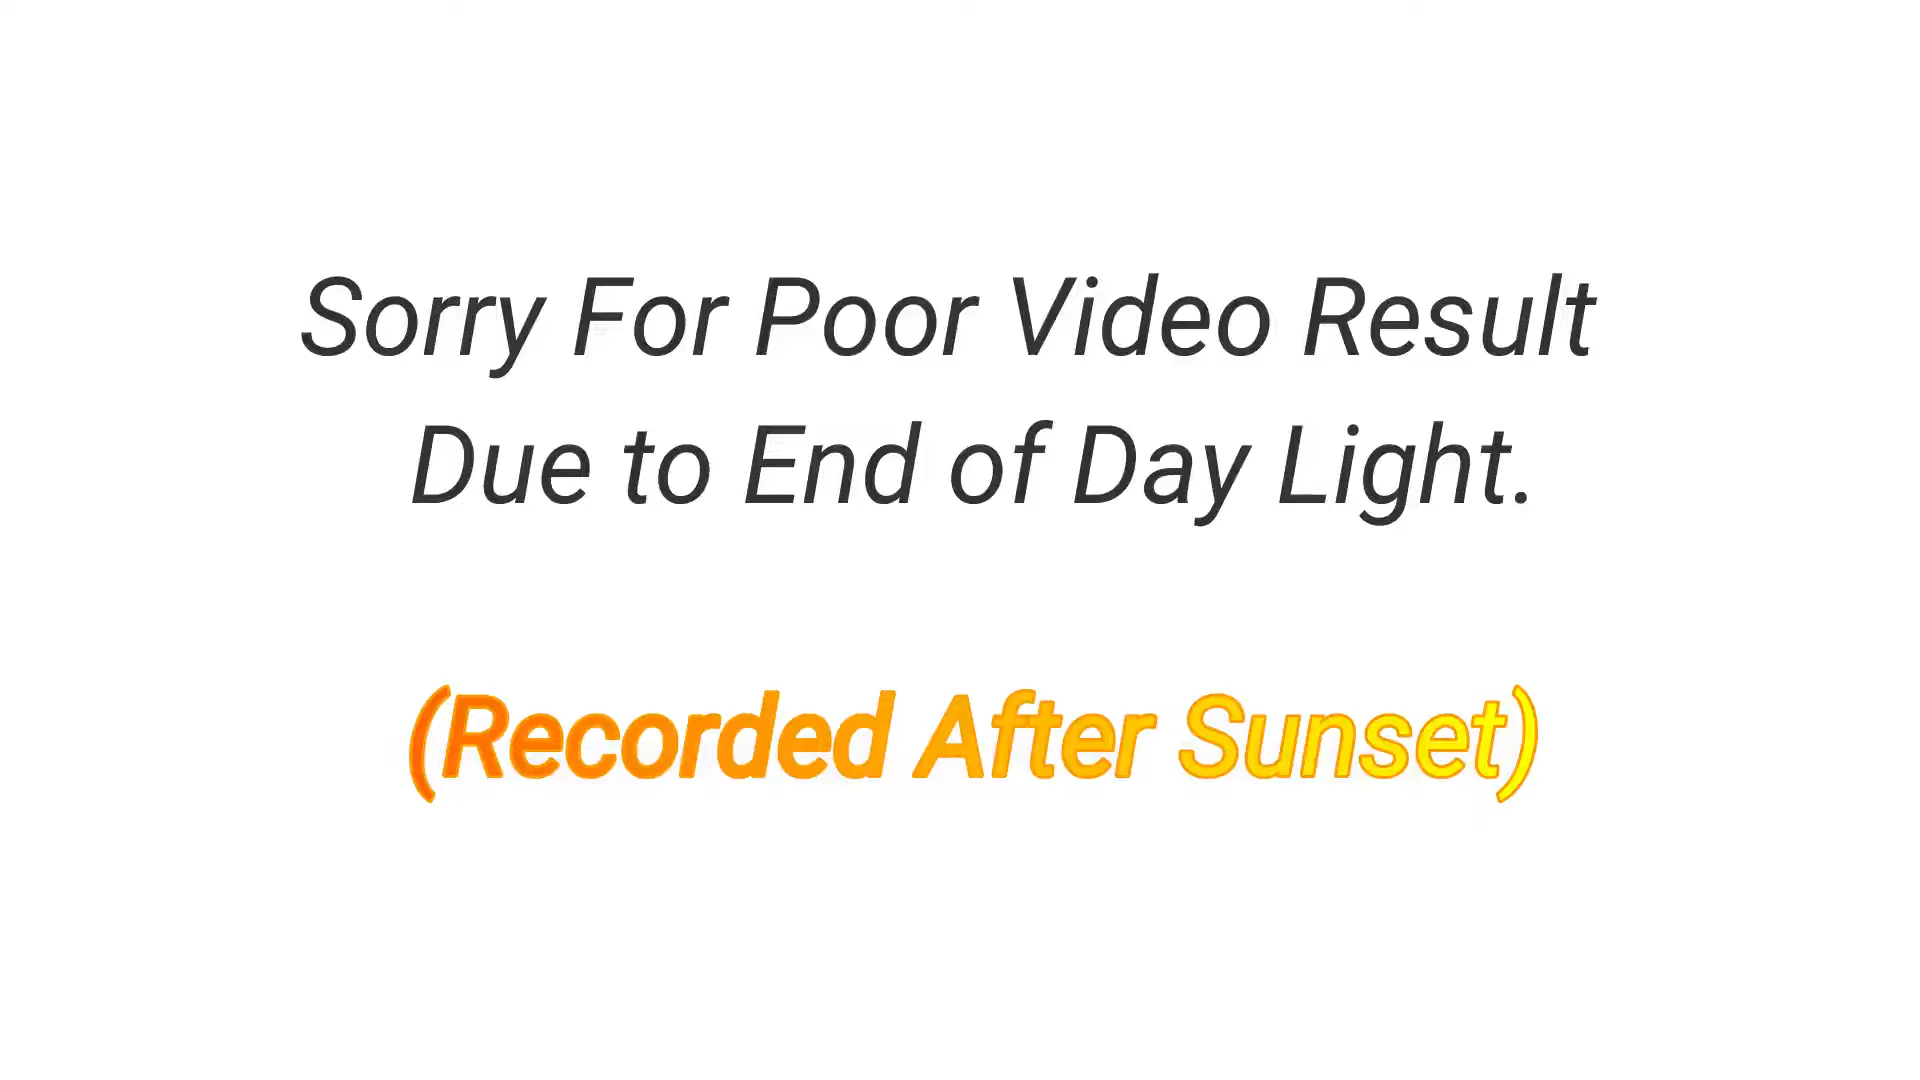 Sorry For Poor Video Result
Due to End of Day Light.
(Recorded After Sunset)